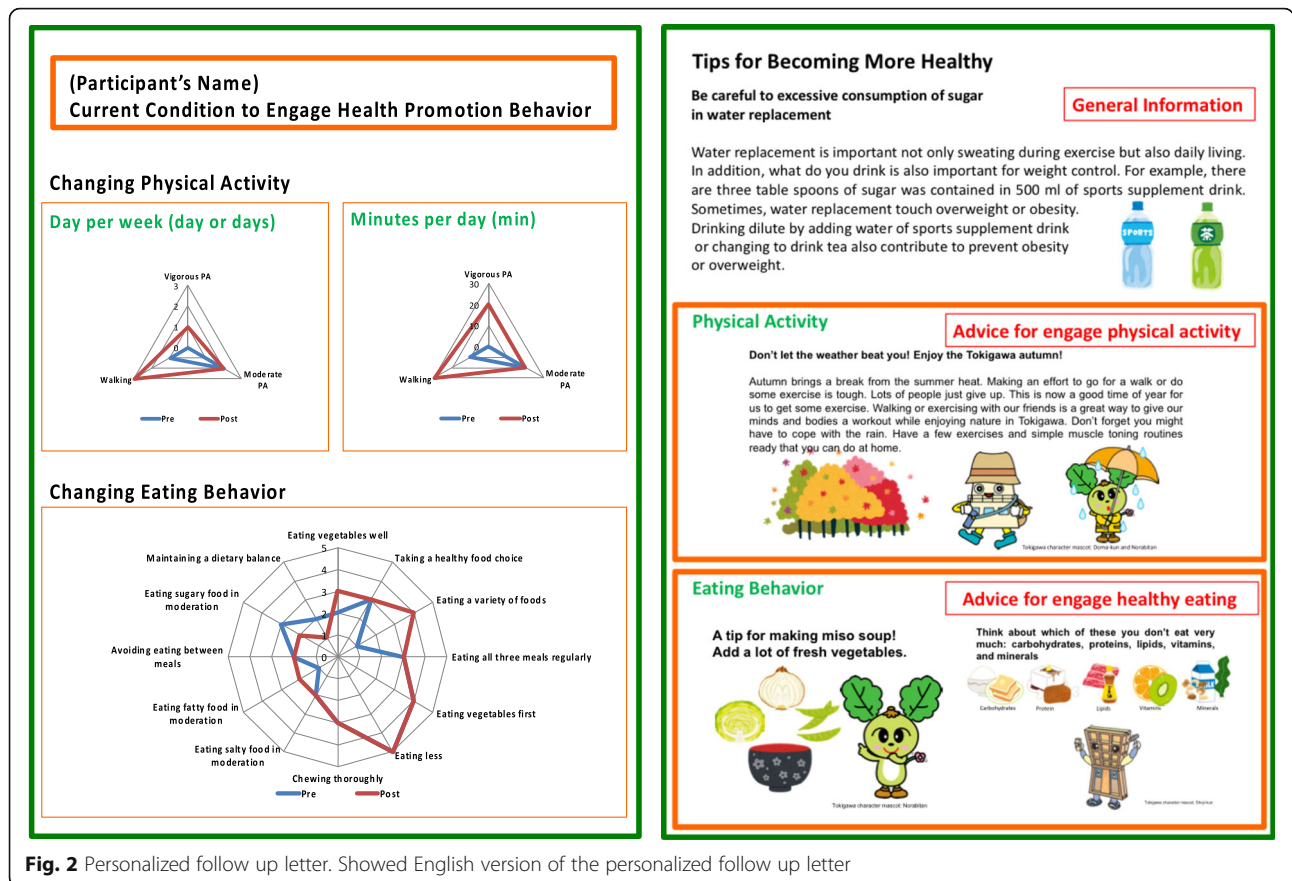 (Participant's Name)
Current Condition to Engage Health Promotion Behavior
Changing Physical Activity
Day per week (day or days)
Vigorous PA
3
2
1
0
Walking
Moderate
PA
Pre
Post
Minutes per day (min)
Vigorous PA
30
20
10
0
Walking
Moderate
PA
Pre
Post
Changing Eating Behavior
Eating vegetables well
Taking a healthy food choice
Eating a variety of foods
Eating all three meals regularly
Eating vegetables first
Eating less
Chewing thoroughly
Eating salty food in
moderation
Eating fatty food in
moderation
Avoiding eating between
meals
Eating sugary food in
moderation
Maintaining a dietary balance
5
4
3
2
1
0
Pre
Post
Tips for Becoming More Healthy
Be careful to excessive consumption of sugar
in water replacement
General Information
Water replacement is important not only sweating during exercise but also daily living.
In addition, what do you drink is also important for weight control. For example, there
are three table spoons of sugar was contained in 500 ml of sports supplement drink.
Sometimes, water replacement touch overweight or obesity.
Drinking dilute by adding water of sports supplement drink
or changing to drink tea also contribute to prevent obesity
or overweight.
SPORTS
茶
Physical Activity
Advice for engage physical activity
Don't let the weather beat you! Enjoy the Tokigawa autumn!
Autumn brings a break from the summer heat. Making an effort to go for a walk or do
some exercise is tough. Lots of people just give up. This is now a good time of year for
us to get some exercise. Walking or exercising with our friends is a great way to give our
minds and bodies a workout while enjoying nature in Tokigawa. Don't forget you might
have to cope with the rain. Have a few exercises and simple muscle toning routines
ready that you can do at home.
Tokigawa character mascot: Doma-kun and Norabitan
Eating Behavior
Advice for engage healthy eating
A tip for making miso soup!
Add a lot of fresh vegetables.
Tokigawa character mascot: Norabitan
Think about which of these you don't eat very
much: carbohydrates, proteins, lipids, vitamins,
and minerals
Carbohydrates
Protein
Lipids
Vitamins
Minerals
Tokigawa character mascot:
Fig. 2 Personalized follow up letter. Showed English version of the personalized follow up letter